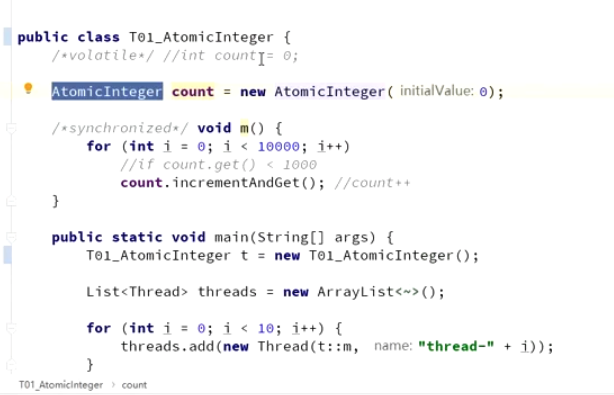 public class T01_AtomicInteger {
/*volatile*/ //int count = 0;
AtomicInteger count = new AtomicInteger( initialValue: 0);
/*synchronized*/ void m() {
for (int i = 0; i < 10000; i++)
//if count.get() < 1000
count.incrementAndGet(); //count++
}
public static void main(String[] args) {
T01_AtomicInteger t = new T01_AtomicInteger();
List<Thread> threads = new ArrayList<~>();
for (int i = 0; i < 10; i++) {
threads.add(new Thread(t::m, name: "thread-" + i));
}
T01_AtomicInteger › count